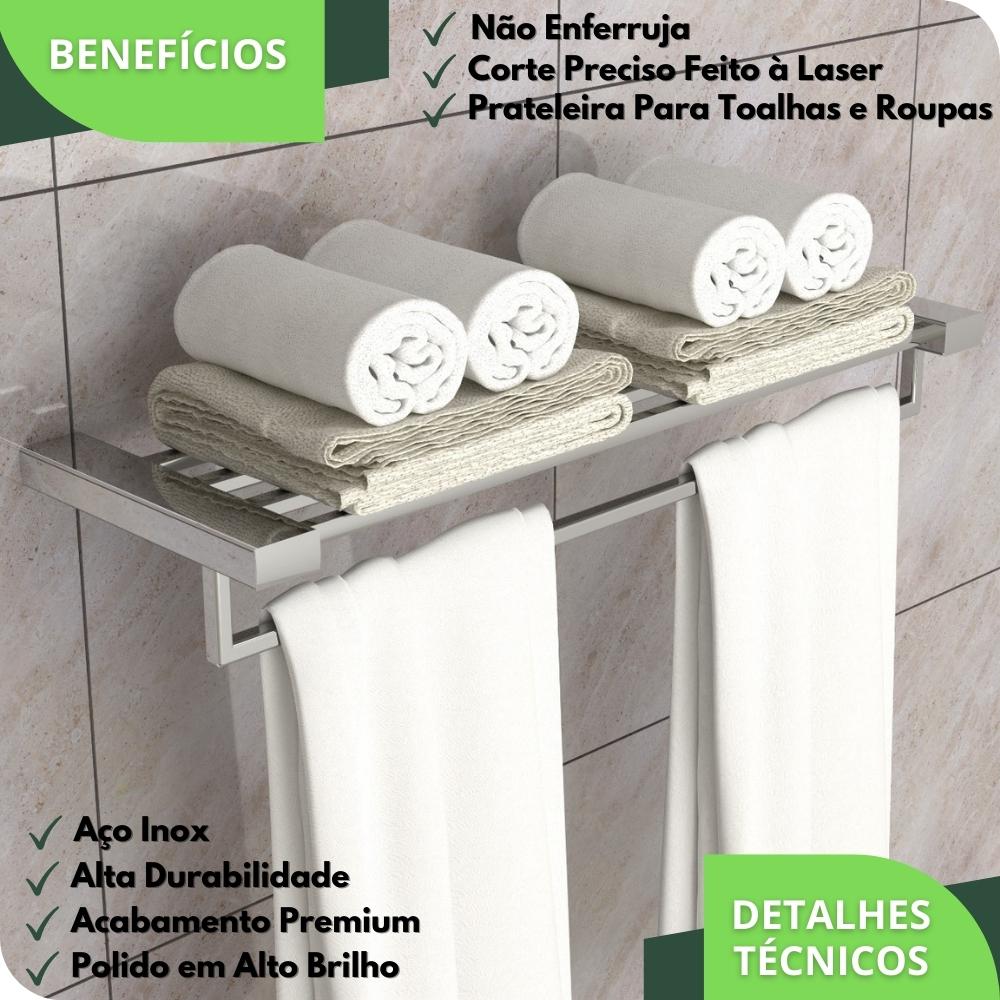 BENEFÍCIOS
Não Enferruja
Corte Preciso Feito à Laser
Prateleira Para Toalhas e Roupas
Aço Inox
Alta Durabilidade
Acabamento Premium
Polido em Alto Brilho
DETALHES
TÉCNICOS